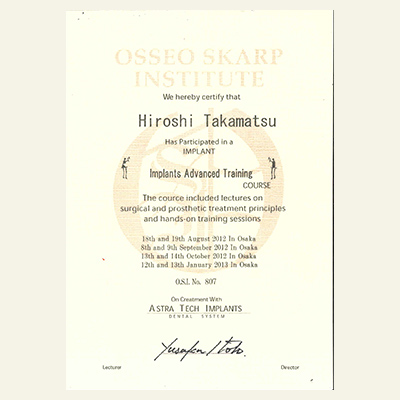 OSSEO SKARP
INSTITUTE
We hereby certify that
Hiroshi Takamatsu
Has Participated in a
IMPLANT
Implants Advanced Training
COURSE
The cource included lectures on
surgical and prosthetic treatment principles
and hands-on training sessions
18th and 19th August 2012 In Osaka
8th and 9th September 2012 In Osaka
13th and 14th October 2012 In Osaka
12th and 13th January 2013 In Osaka
O.S.I. No. 807
On Creatment With
ASTRA TECH IMPLANTS
DENTAL SYSTEM
Lecturer Director